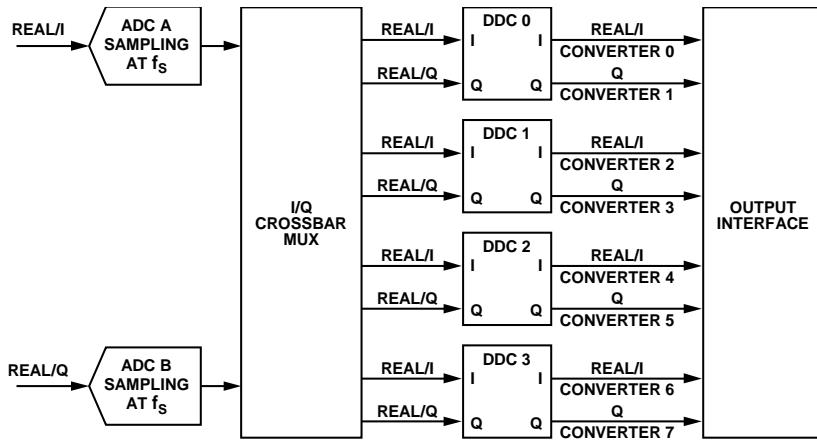 REAL/I
ADC A
SAMPLING
AT fS
REAL/Q
ADC B
SAMPLING
AT fS
I/Q
CROSSBAR
MUX
REAL/I
REAL/Q
DDC 0
I I
Q Q
REAL/I
CONVERTER 0
Q
CONVERTER 1
REAL/I
REAL/Q
DDC 1
I I
Q Q
REAL/I
CONVERTER 2
Q
CONVERTER 3
REAL/I
REAL/Q
DDC 2
I I
Q Q
REAL/I
CONVERTER 4
Q
CONVERTER 5
REAL/I
REAL/Q
DDC 3
I I
Q Q
REAL/I
CONVERTER 6
Q
CONVERTER 7
OUTPUT
INTERFACE